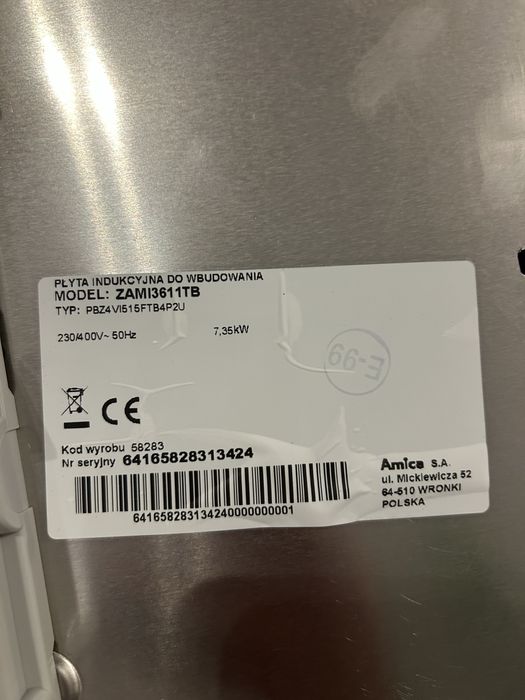 PŁYTA INDUKCYJNA DO WBUDOWANIA
MODEL: ZAMI3611TB
TYP: PBZ4VI515FTB4P2U
230/400V~ 50Hz 7,35kW
E-99
CE
Kod wyrobu 58283
Nr seryjny 64165828313424
641658283134240000000001
Amica S.A.
ul. Mickiewicza 52
64-510 WRONKI
POLSKA